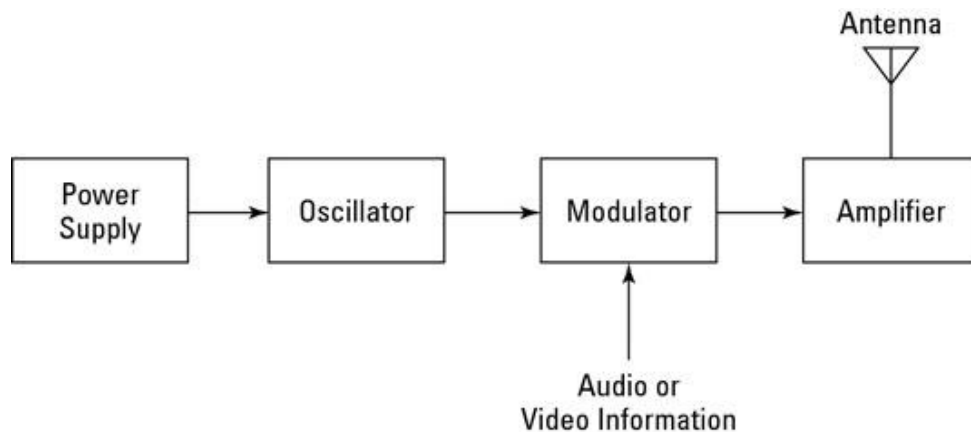 Antenna
Power
Supply
Oscillator
Modulator
Amplifier
Audio or
Video Information